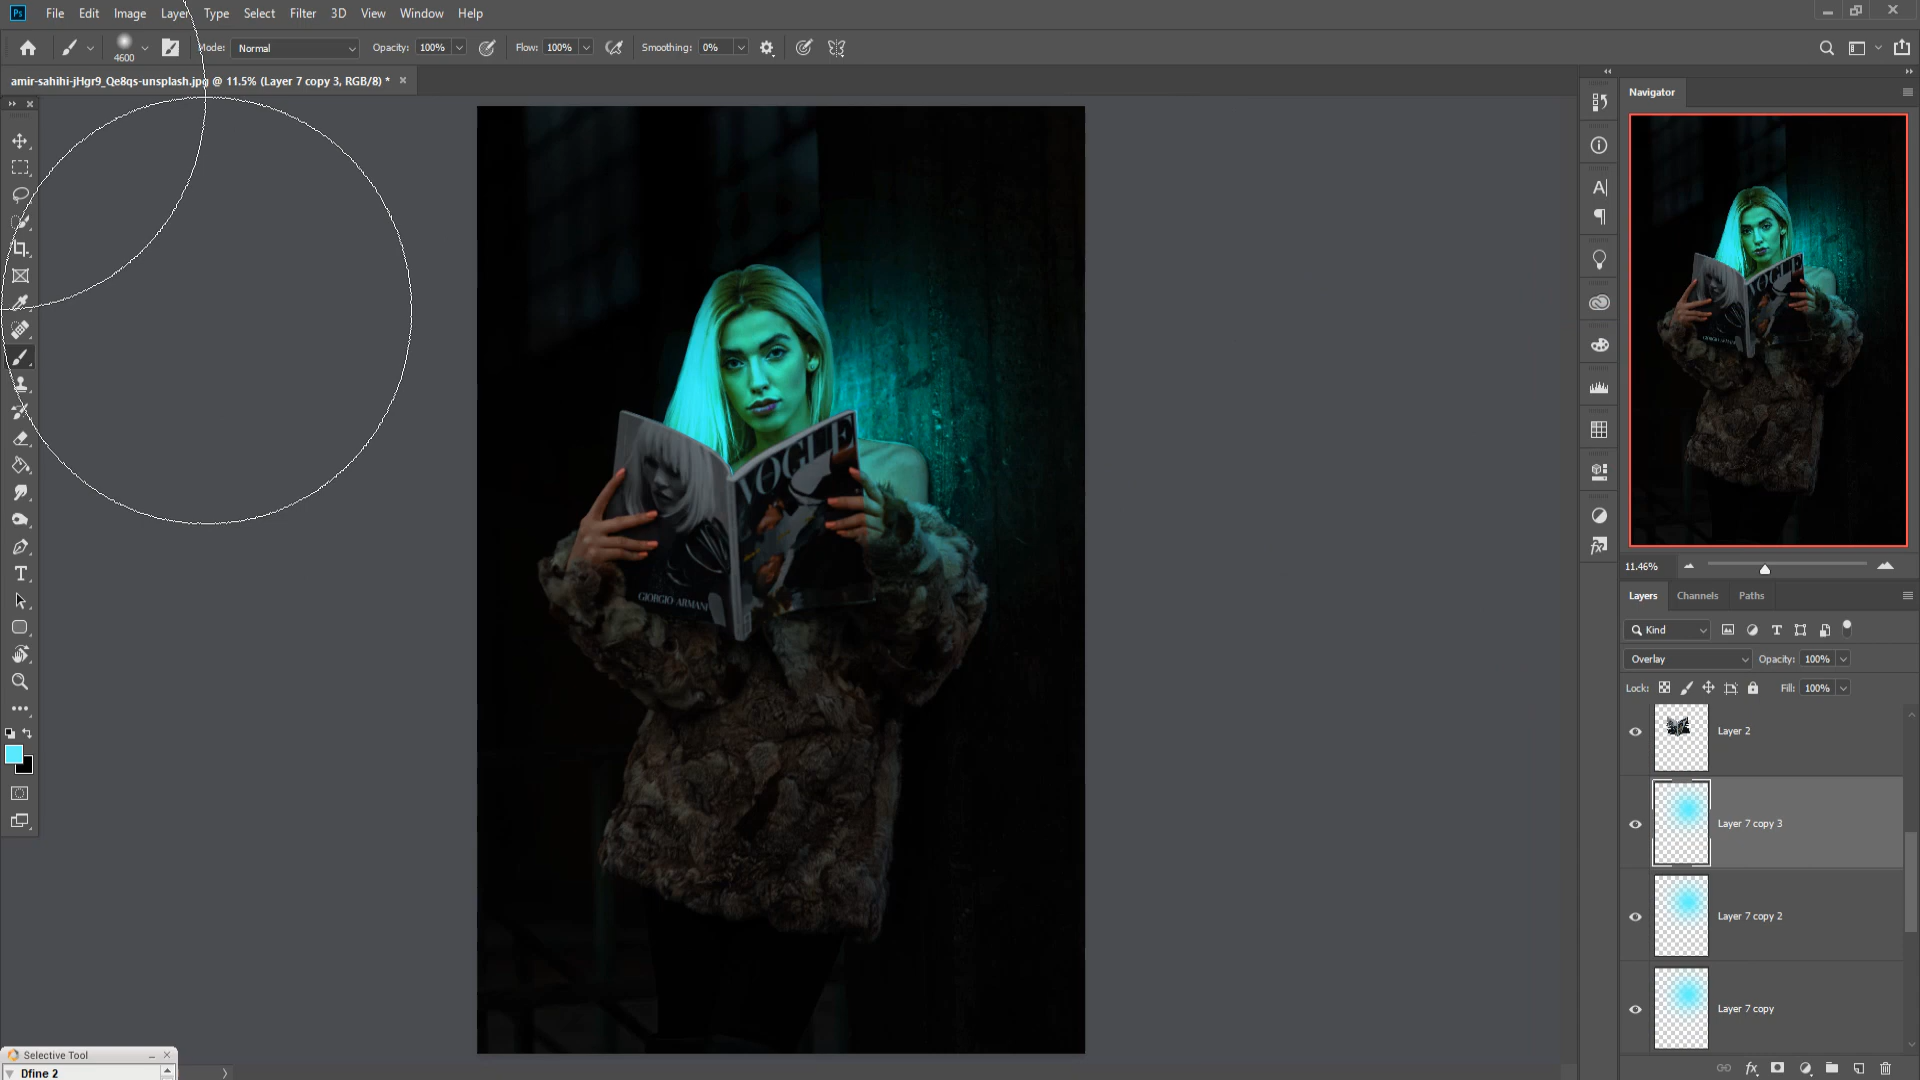 Ps File Edit Image Layer Type Select Filter 3D View Window Help
4600 Mode: Normal Opacity: 100% Flow: 100% Smoothing: 0%
amir-sahihi-jHgr9_Qe8qs-unsplash.jpg @ 11.5% (Layer 7 copy 3, RGB/8) *
Navigator
VOGUE
GIORGIO ARMANI
11.46%
Layers Channels Paths
Kind
Overlay Opacity: 100%
Lock: Fill: 100%
Layer 2
Layer 7 copy 3
Layer 7 copy 2
Layer 7 copy
Selective Tool
Dfine 2